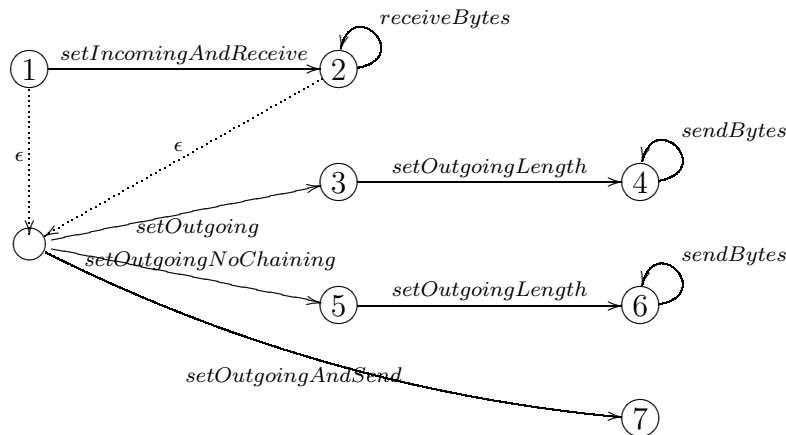 receiveBytes
setIncomingAndReceive
1
2
sendBytes
ϵ
ϵ
setOutgoingLength
3
4
setOutgoing
sendBytes
setOutgoingNoChaining
setOutgoingLength
5
6
setOutgoingAndSend
7